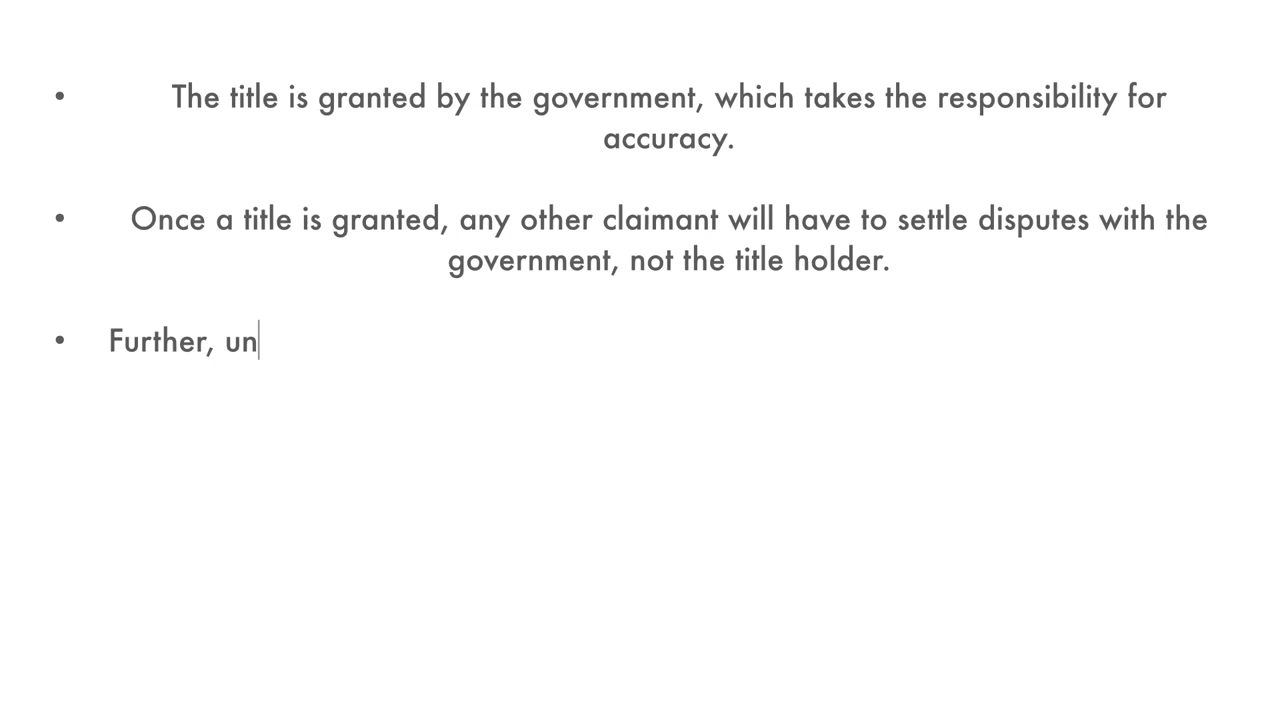 • The title is granted by the government, which takes the responsibility for
accuracy.
• Once a title is granted, any other claimant will have to settle disputes with the
government, not the title holder.
• Further, un